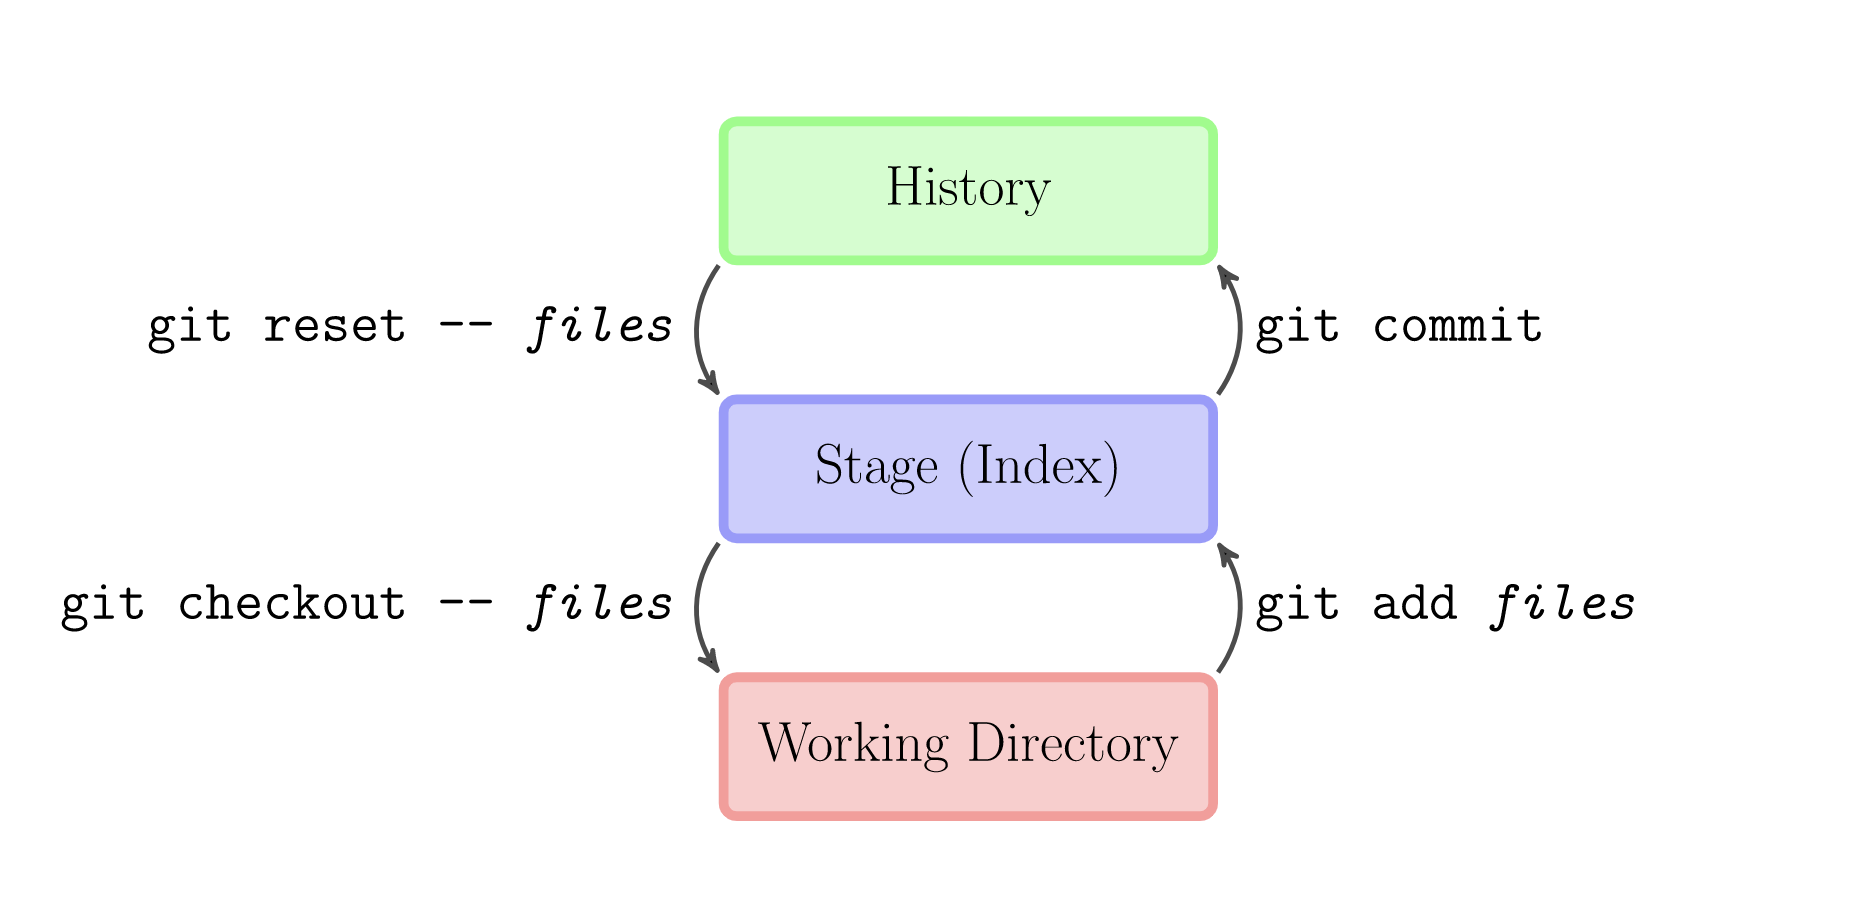 History
git reset -- files
git commit
Stage (Index)
git checkout -- files
git add files
Working Directory